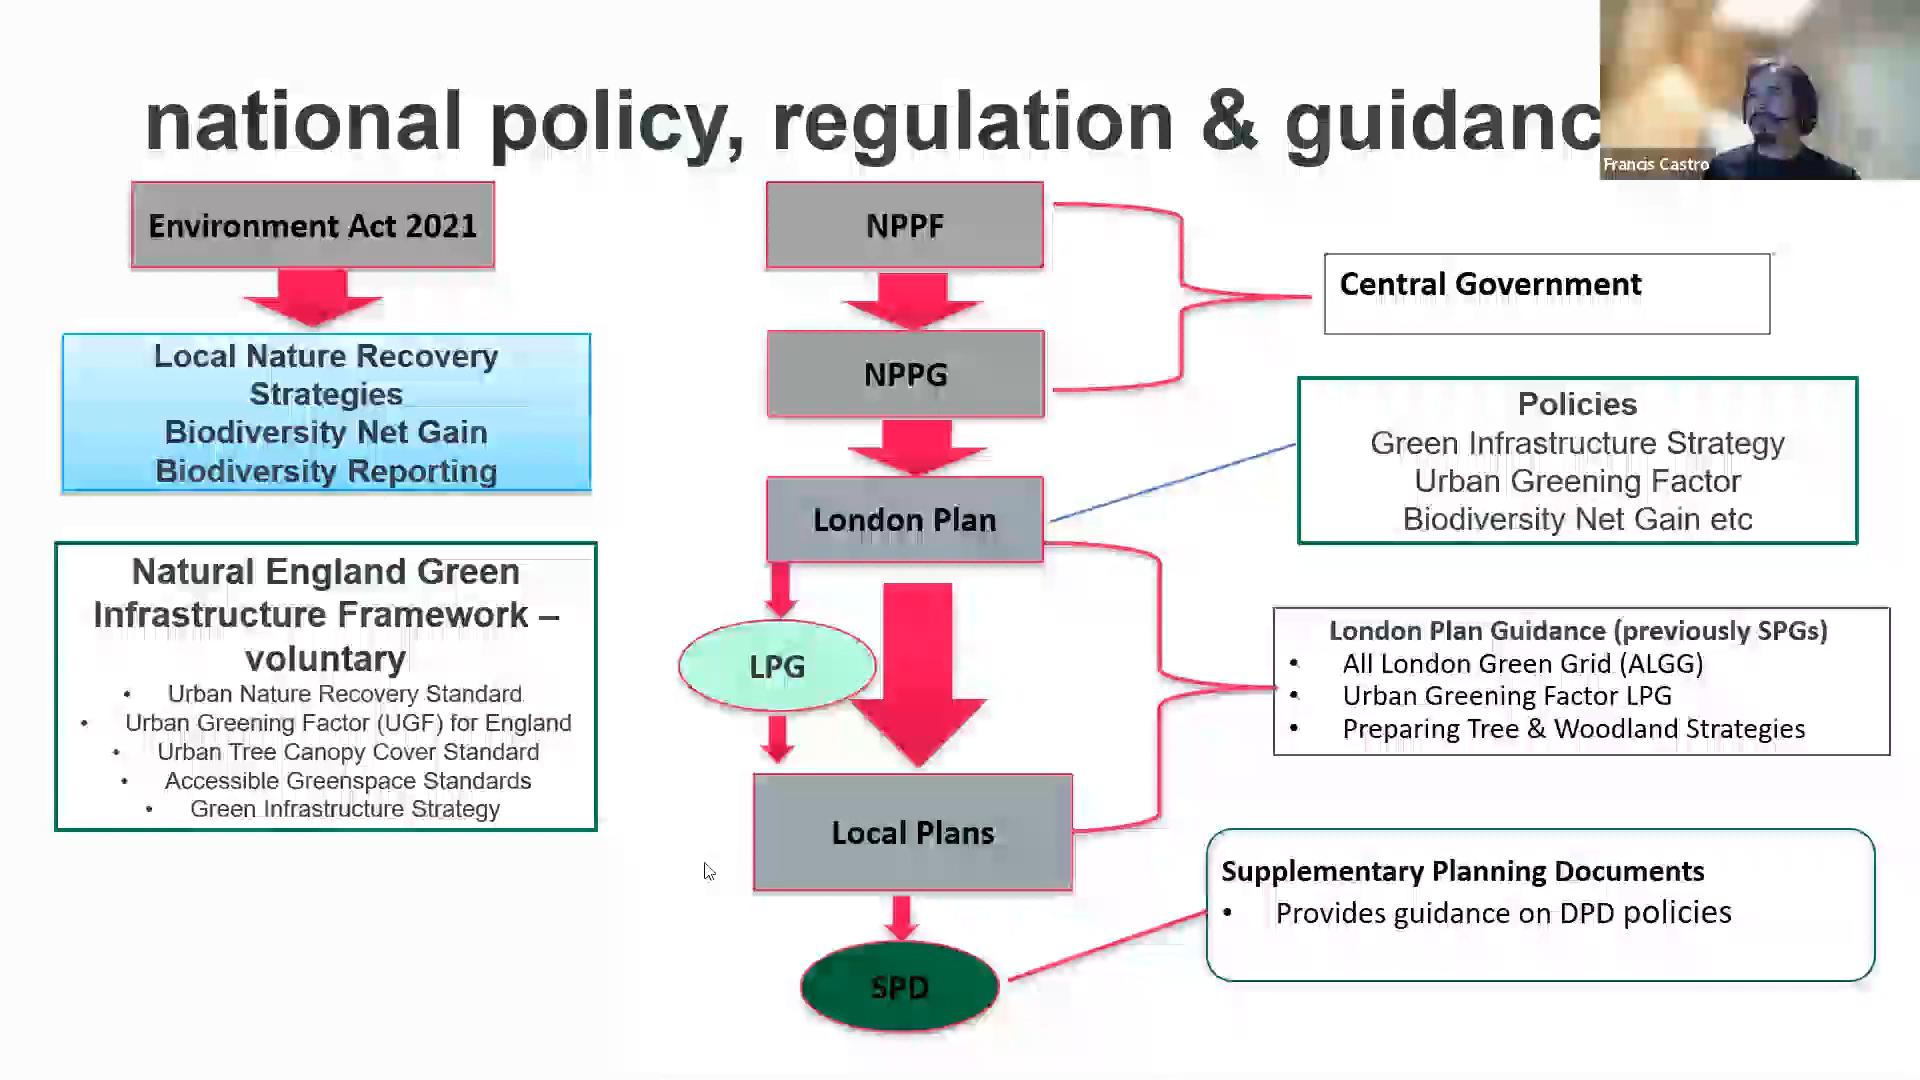 national policy, regulation & guidanc
Francis Castro
Environment Act 2021
Local Nature Recovery
Strategies
Biodiversity Net Gain
Biodiversity Reporting
Natural England Green
Infrastructure Framework –
voluntary
• Urban Nature Recovery Standard
• Urban Greening Factor (UGF) for England
• Urban Tree Canopy Cover Standard
• Accessible Greenspace Standards
• Green Infrastructure Strategy
NPPF
NPPG
London Plan
LPG
Local Plans
SPD
Central Government
Policies
Green Infrastructure Strategy
Urban Greening Factor
Biodiversity Net Gain etc
London Plan Guidance (previously SPGs)
• All London Green Grid (ALGG)
• Urban Greening Factor LPG
• Preparing Tree & Woodland Strategies
Supplementary Planning Documents
• Provides guidance on DPD policies